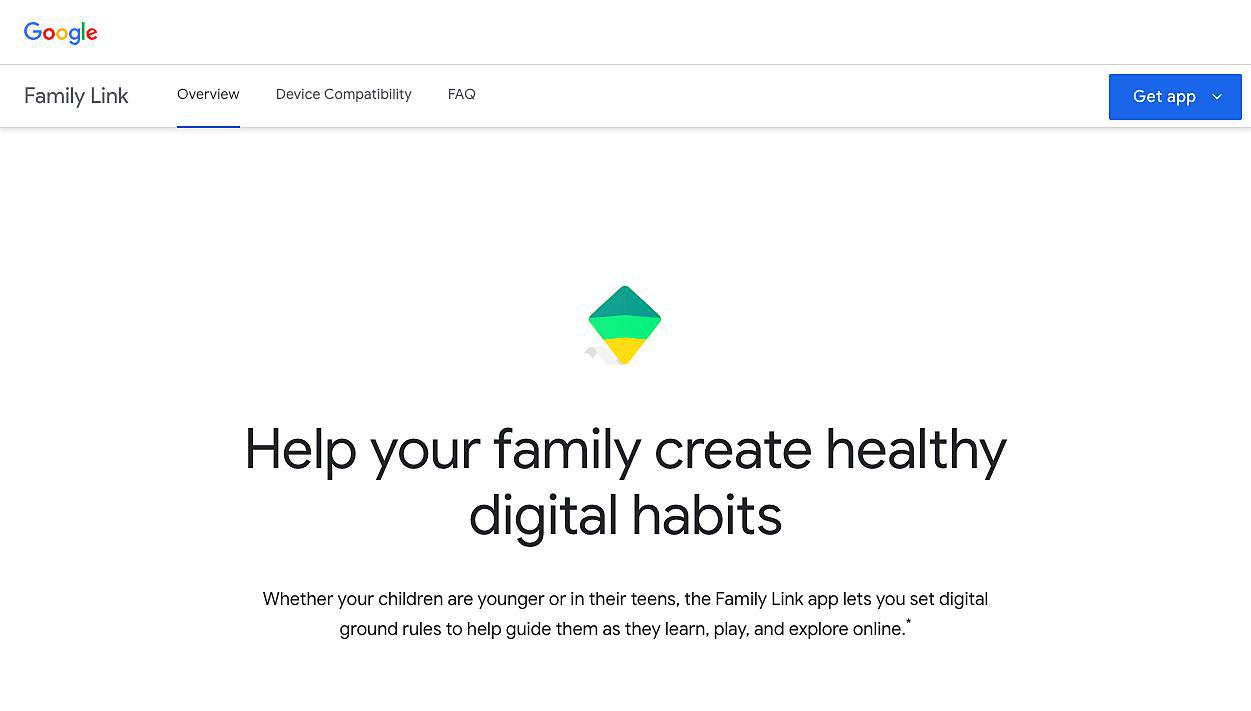 Google
Family Link
Overview
Device Compatibility
FAQ
Get app
Help your family create healthy
digital habits
Whether your children are younger or in their teens, the Family Link app lets you set digital
ground rules to help guide them as they learn, play, and explore online.*